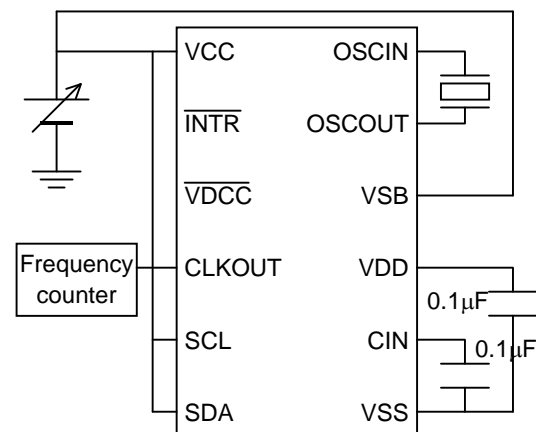 VCC
OSCIN
INTR
OSCOUT
VDCC
VSB
Frequency
counter
CLKOUT
VDD
0.1μF
SCL
CIN
0.1μF
SDA
VSS